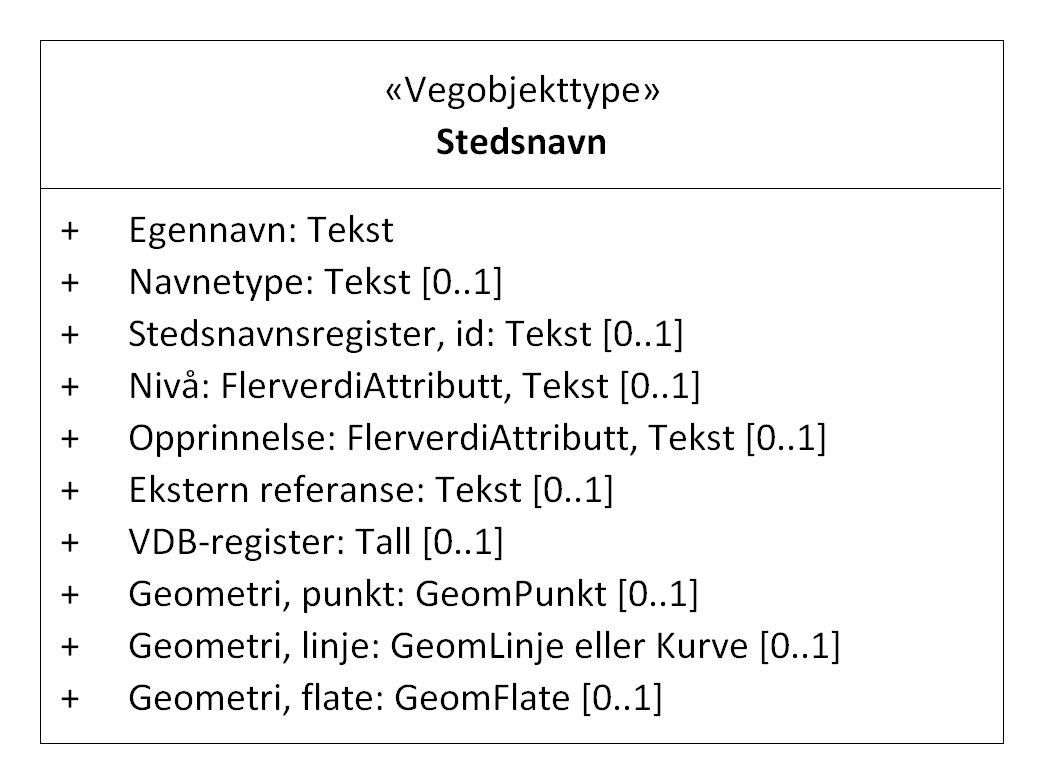 «Vegobjekttype»
Stedsnavn
+ Egennavn: Tekst
+ Navnetype: Tekst [0..1]
+ Stedsnavnsregister, id: Tekst [0..1]
+ Nivå: FlerverdiAttributt, Tekst [0..1]
+ Opprinnelse: FlerverdiAttributt, Tekst [0..1]
+ Ekstern referanse: Tekst [0..1]
+ VDB-register: Tall [0..1]
+ Geometri, punkt: GeomPunkt [0..1]
+ Geometri, linje: GeomLinje eller Kurve [0..1]
+ Geometri, flate: GeomFlate [0..1]